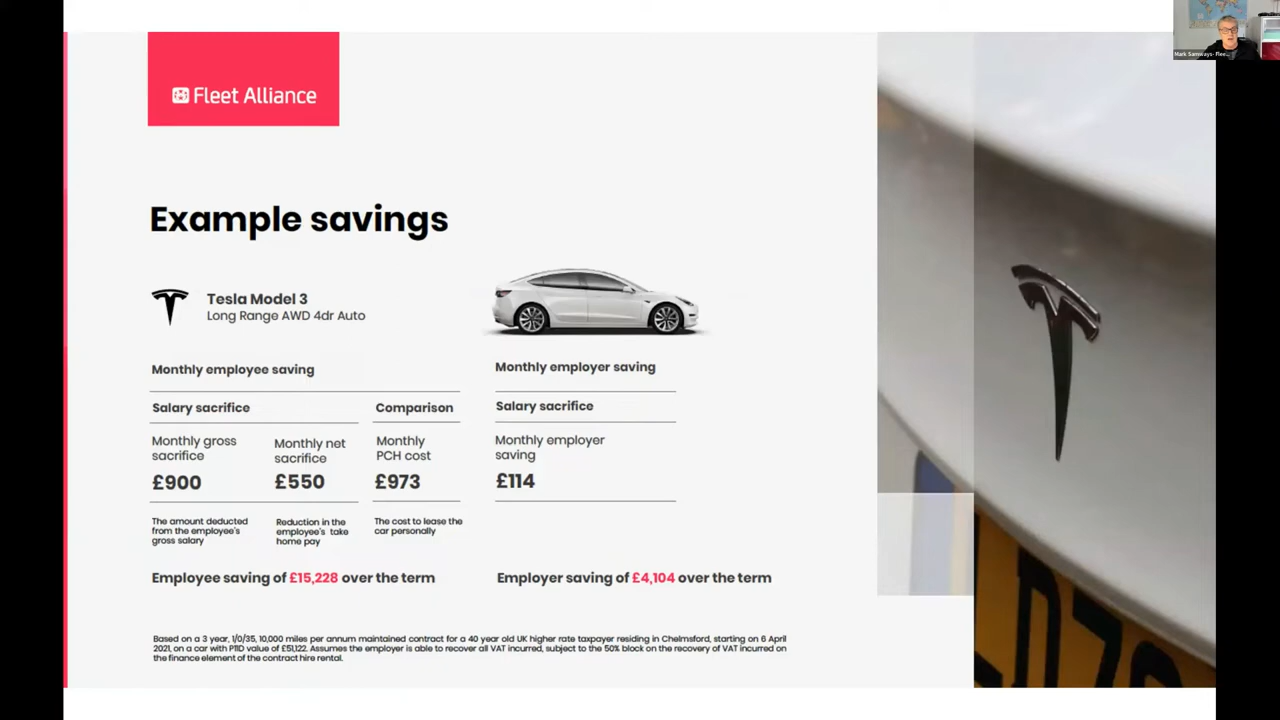 Mark Samways- Flee...
Fleet Alliance
Example savings
Tesla Model 3
Long Range AWD 4dr Auto
Monthly employee saving
Salary sacrifice
Comparison
Monthly gross
sacrifice
£900
Monthly net
sacrifice
£550
Monthly
PCH cost
£973
The amount deducted
from the employee's
gross salary
Reduction in the
employee's take
home pay
The cost to lease the
car personally
Employee saving of £15,228 over the term
Monthly employer saving
Salary sacrifice
Monthly employer
saving
£114
Employer saving of £4,104 over the term
Based on a 3 year, 1/0/35, 10,000 miles per annum maintained contract for a 40 year old UK higher rate taxpayer residing in Chelmsford, starting on 6 April
2021, on a car with P11D value of £51,122. Assumes the employer is able to recover all VAT incurred, subject to the 50% block on the recovery of VAT incurred on
the finance element of the contract hire rental.